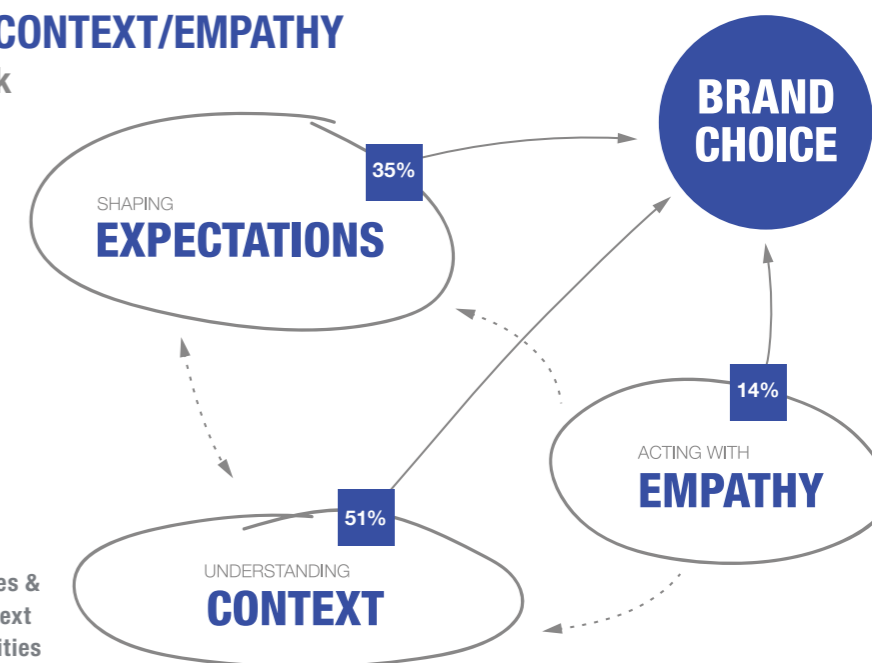 CONTEXT/EMPATHY
BRAND
CHOICE
35%
SHAPING
EXPECTATIONS
14%
ACTING WITH
EMPATHY
51%
UNDERSTANDING
CONTEXT